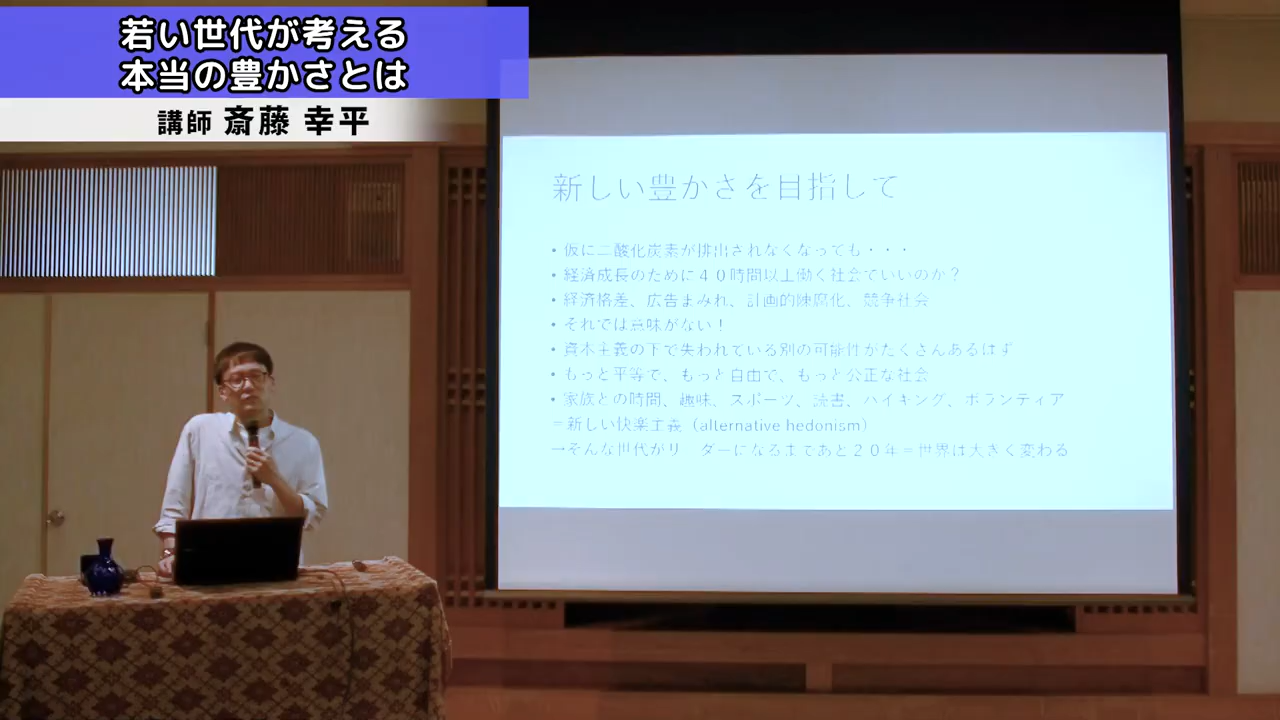 若い世代が考える
本当の豊かさとは
講師 斎藤 幸平
新しい豊かさを目指して
• 仮に二酸化炭素が排出されなくなっても・・・
• 経済成長のために４０時間以上働く社会でいいのか？
• 経済格差、広告まみれ、計画的陳腐化、競争社会
• それでは意味がない！
• 資本主義の下で失われている別の可能性がたくさんあるはず
• もっと平等で、もっと自由で、もっと公正な社会
• 家族との時間、趣味、スポーツ、読書、ハイキング、ボランティア
＝新しい快楽主義（alternative hedonism）
→そんな世代がリーダーになるまであと２０年＝世界は大きく変わる